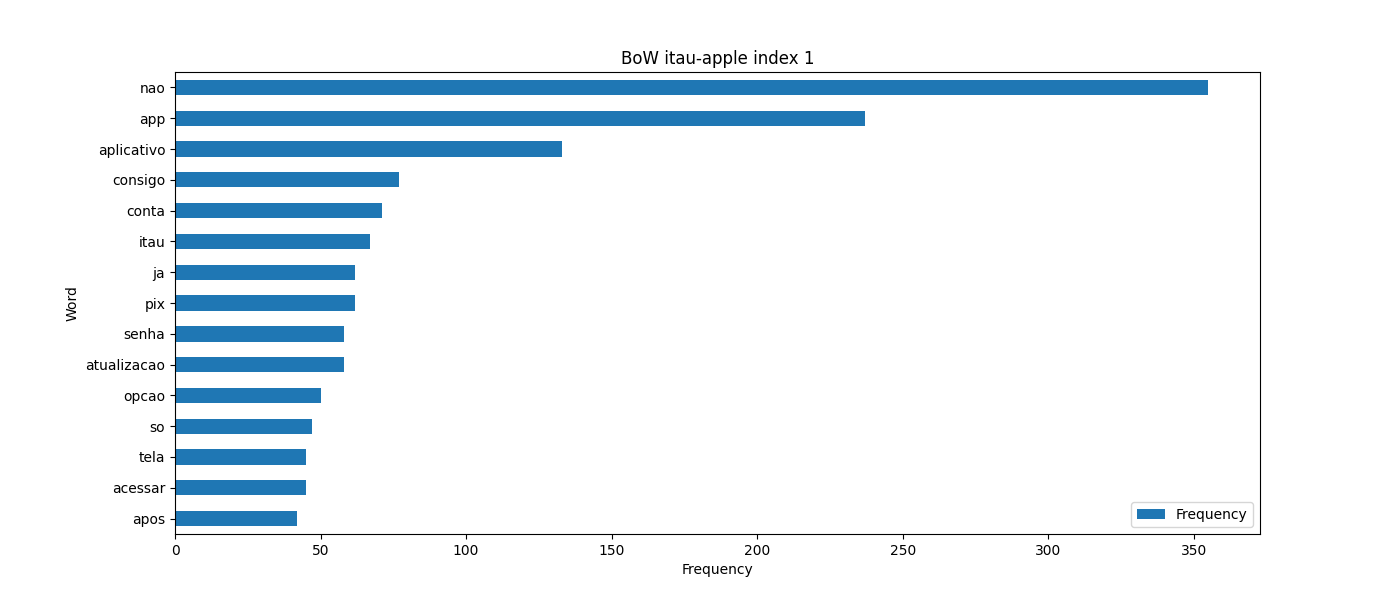 BoW itau-apple index 1
nao
app
aplicativo
consigo
conta
itau
ja
pix
senha
atualizacao
opcao
so
tela
acessar
apos
Word
Frequency
0 50 100 150 200 250 300 350
Frequency